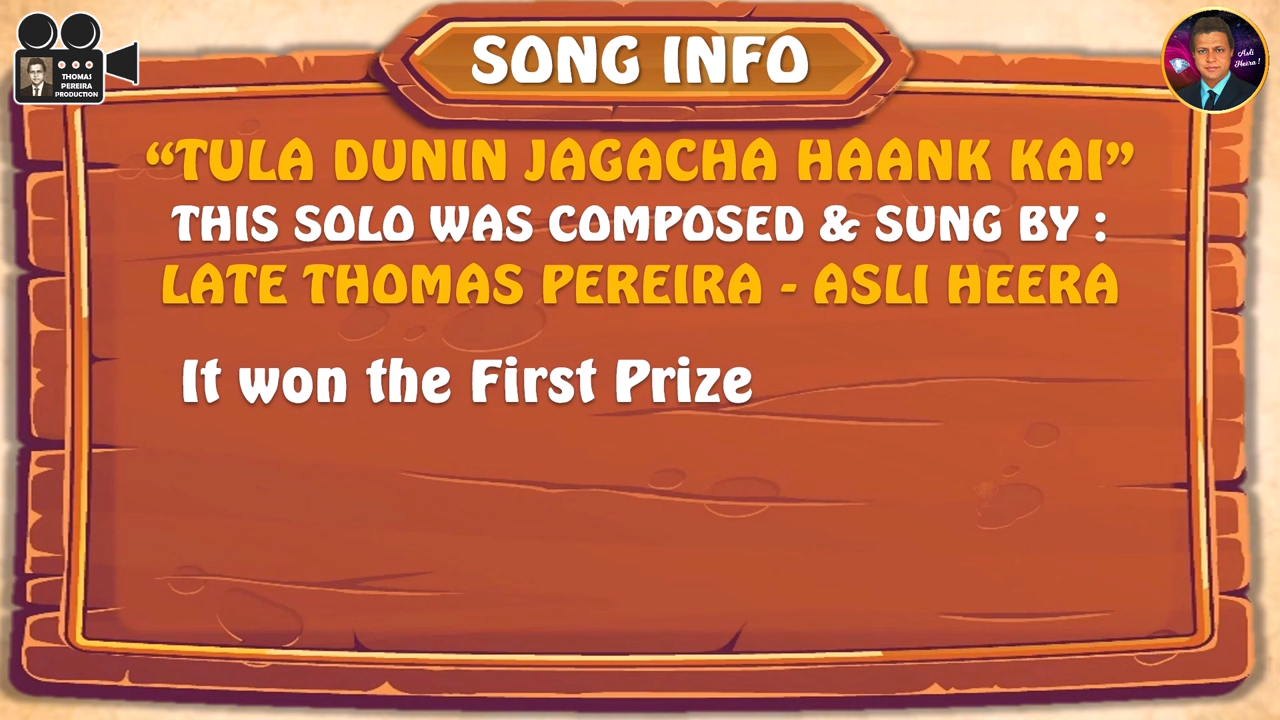 SONG INFO
THOMAS
PEREIRA
PRODUCTION
Asli
Heera !
“TULA DUNIN JAGACHA HAANK KAI”
THIS SOLO WAS COMPOSED & SUNG BY :
LATE THOMAS PEREIRA - ASLI HEERA
It won the First Prize